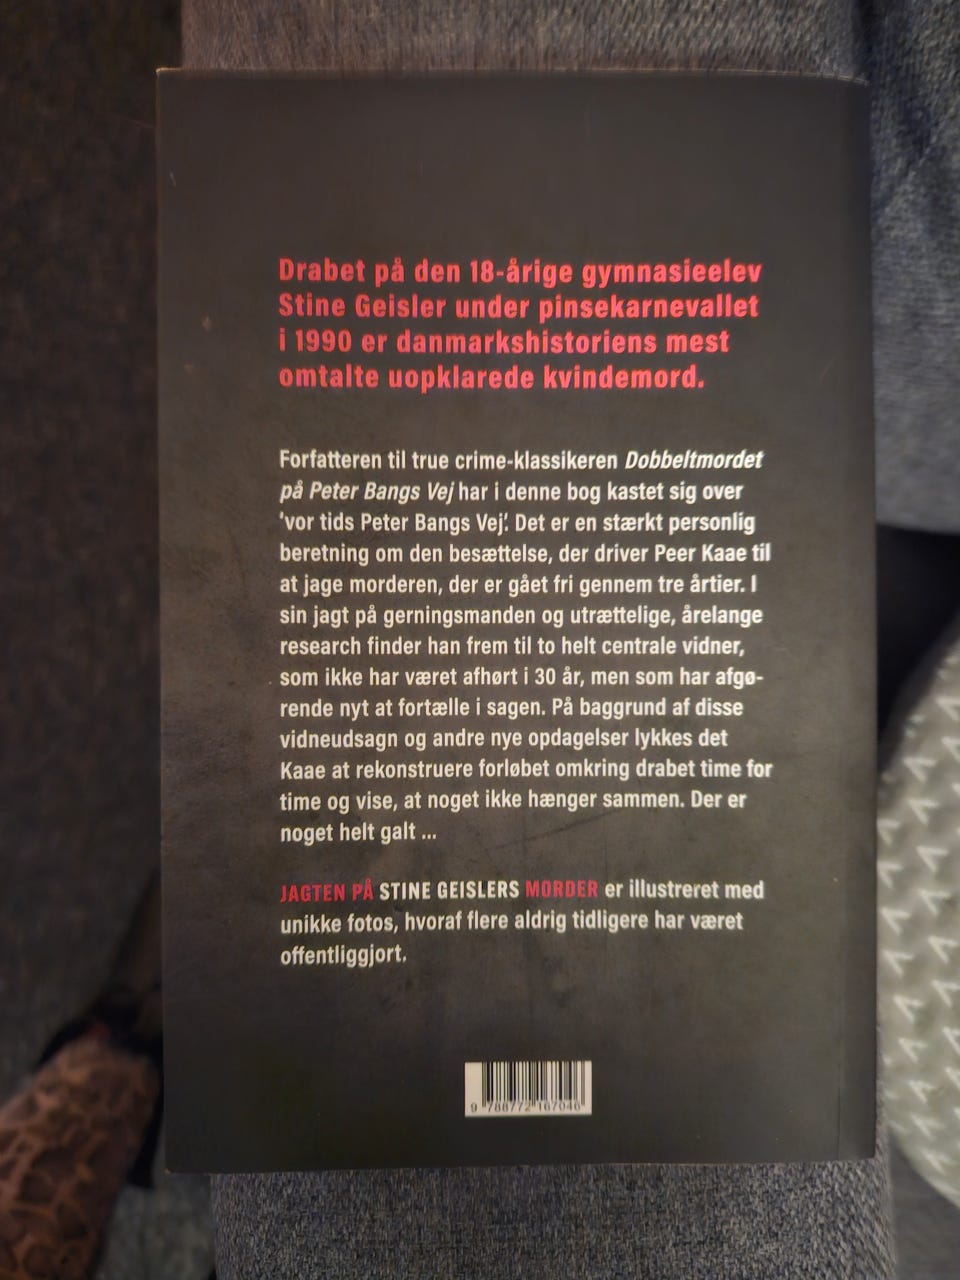 Drabet på den 18-årige gymnasieelev
Stine Geisler under pinsekarnevallet
i 1990 er danmarkshistoriens mest
omtalte uopklarede kvindemord.
Forfatteren til true crime-klassikeren Dobbeltmordet
på Peter Bangs Vej har i denne bog kastet sig over
'vor tids Peter Bangs Vej'. Det er en stærkt personlig
beretning om den besættelse, der driver Peer Kaae til
at jage morderen, der er gået fri gennem tre årtier. I
sin jagt på gerningsmanden og utrættelige, årelange
research finder han frem til to helt centrale vidner,
som ikke har været afhørt i 30 år, men som har afgø-
rende nyt at fortælle i sagen. På baggrund af disse
vidneudsagn og andre nye opdagelser lykkes det
Kaae at rekonstruere forløbet omkring drabet time for
time og vise, at noget ikke hænger sammen. Der er
noget helt galt ...
JAGTEN PÅ STINE GEISLERS MORDER er illustreret med
unikke fotos, hvoraf flere aldrig tidligere har været
offentliggjort.
9 788772 167046